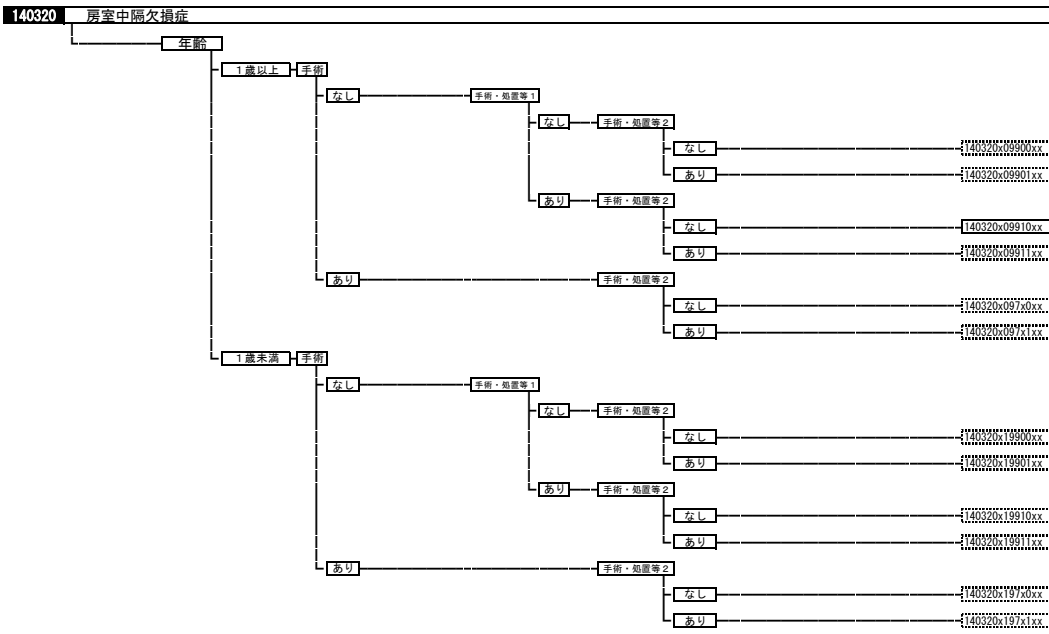 140320 房室中隔欠損症
年齢
１歳以上 手術
なし 手術・処置等１
なし 手術・処置等２
なし 140320x09900xx
あり 140320x09901xx
あり 手術・処置等２
なし 140320x09910xx
あり 140320x09911xx
あり 手術・処置等２
なし 140320x097x0xx
あり 140320x097x1xx
１歳未満 手術
なし 手術・処置等１
なし 手術・処置等２
なし 140320x19900xx
あり 140320x19901xx
あり 手術・処置等２
なし 140320x19910xx
あり 140320x19911xx
あり 手術・処置等２
なし 140320x197x0xx
あり 140320x197x1xx